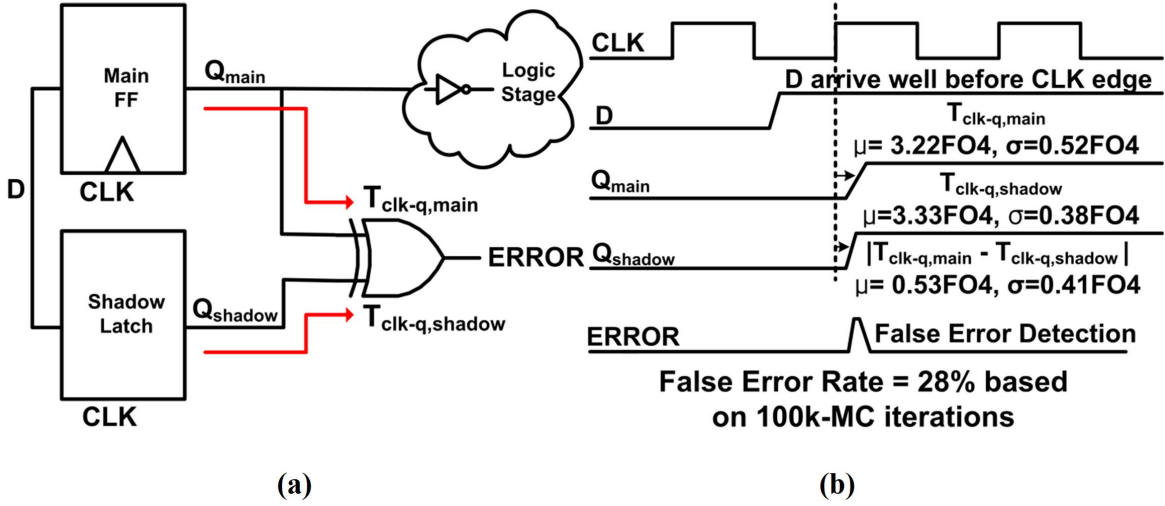 Main
FF
CLK
D
Qmain
Logic
Stage
Tclk-q,main
ERROR
Shadow
Latch
Qshadow
Tclk-q,shadow
CLK
(a)
CLK
D arrive well before CLK edge
D
Tclk-q,main
μ= 3.22FO4, σ=0.52FO4
Qmain
Tclk-q,shadow
μ=3.33FO4, σ=0.38FO4
Qshadow
|Tclk-q,main - Tclk-q,shadow|
μ= 0.53FO4, σ=0.41FO4
ERROR
False Error Detection
False Error Rate = 28% based
on 100k-MC iterations
(b)